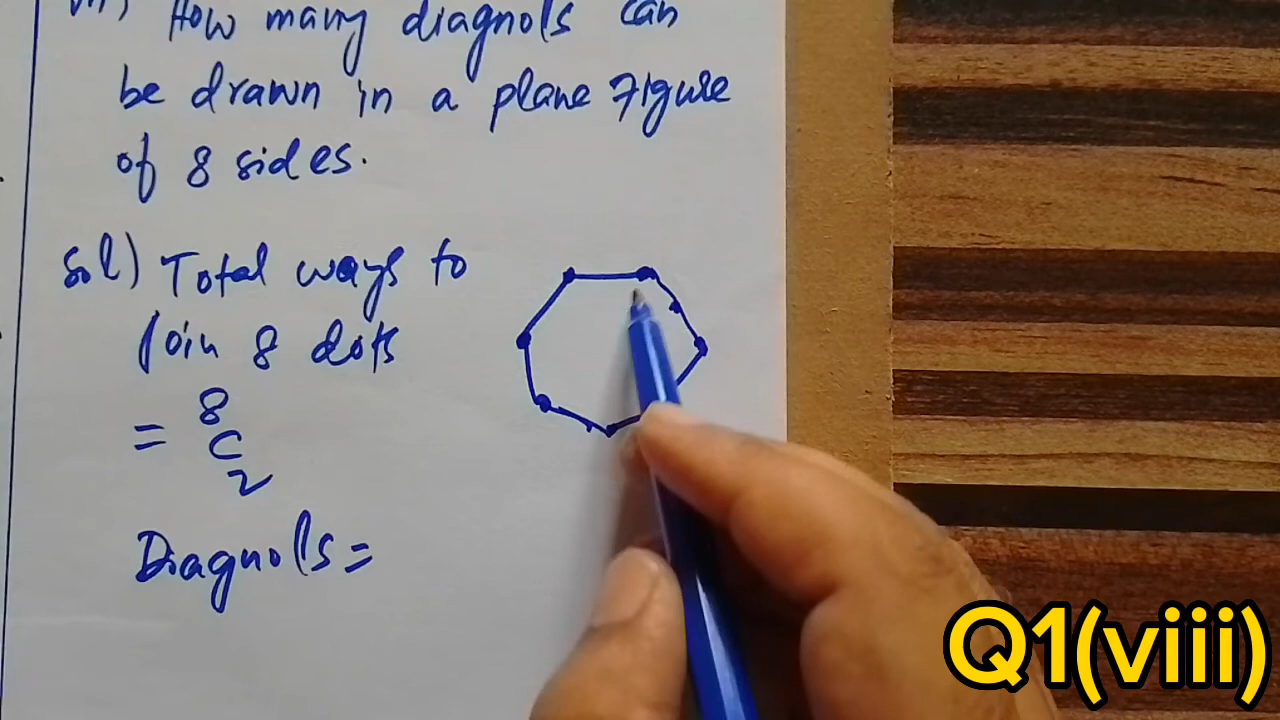 How many diagnols can
be drawn in a plane Figure
of 8 sides.
Sol) Total ways to
Join 8 dots
= 8C2
Diagnols =
Q1(viii)